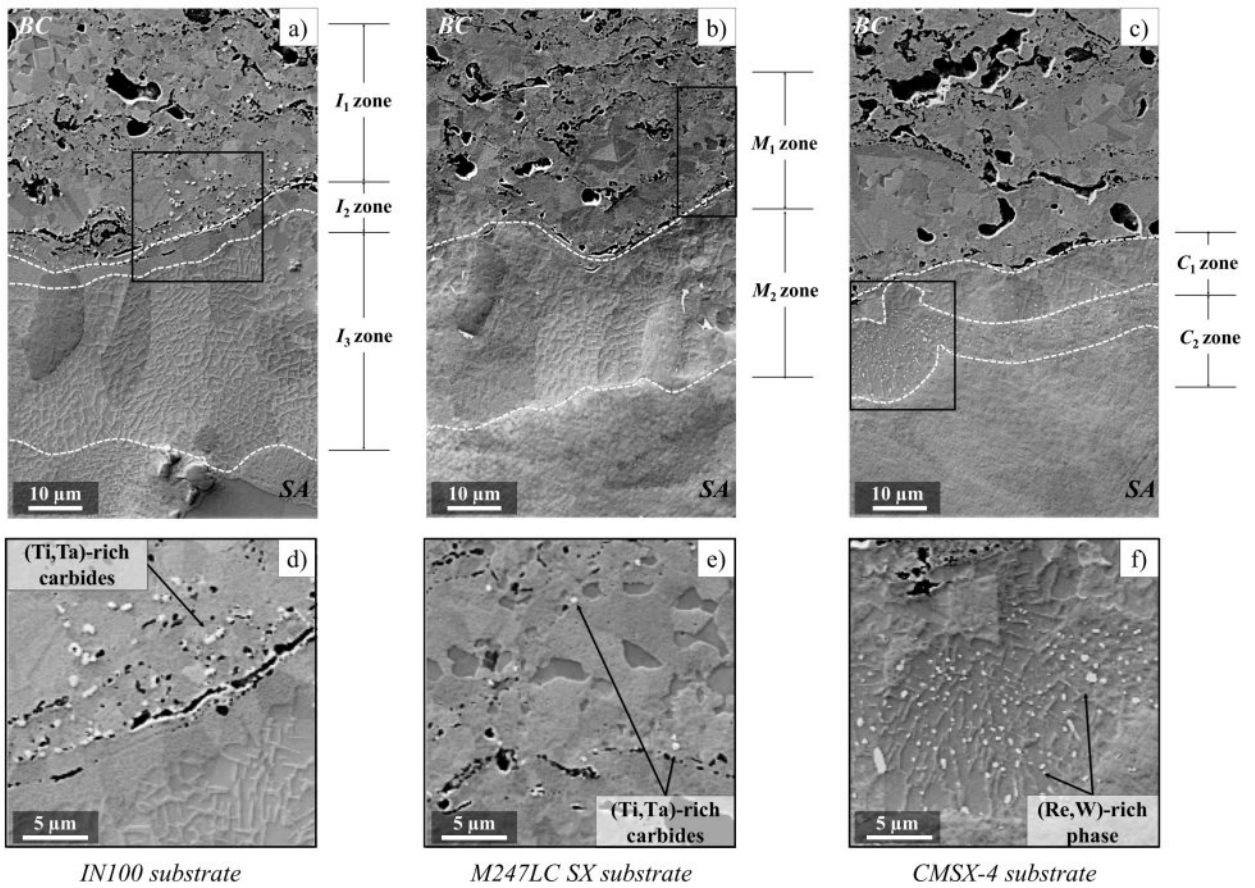 BC
a)
I₁ zone
I₂ zone
I₃ zone
10 μm
SA
BC
b)
M₁ zone
M₂ zone
10 μm
SA
BC
c)
C₁ zone
C₂ zone
10 μm
SA
(Ti,Ta)-rich
carbides
d)
5 μm
e)
(Ti,Ta)-rich
carbides
5 μm
f)
(Re,W)-rich
phase
5 μm
IN100 substrate
M247LC SX substrate
CMSX-4 substrate